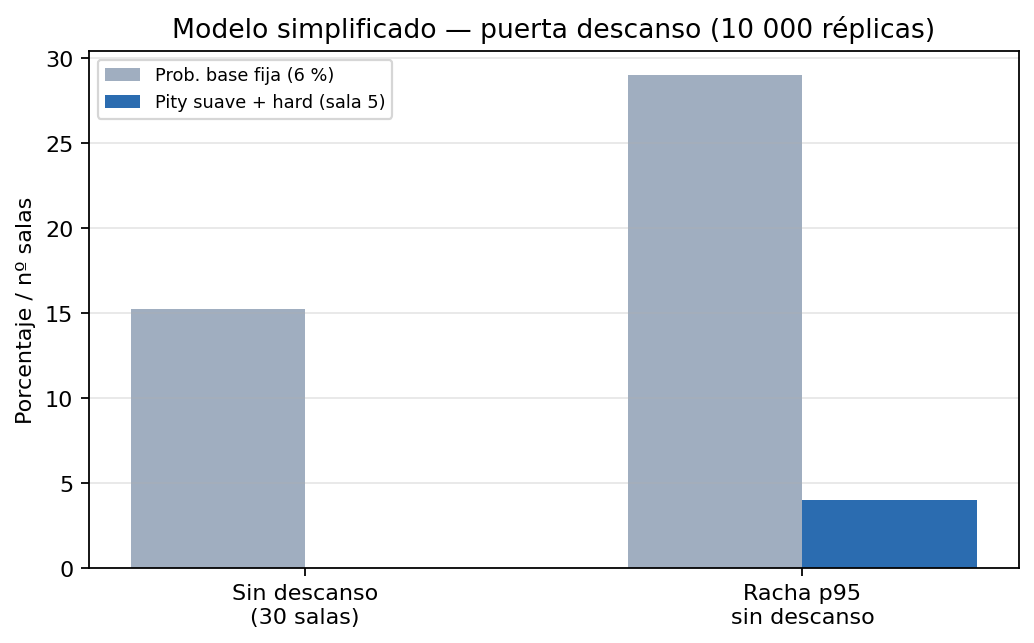 Modelo simplificado — puerta descanso (10 000 réplicas)
Prob. base fija (6 %)
Pity suave + hard (sala 5)
Porcentaje / nº salas
30
25
20
15
10
5
0
Sin descanso
(30 salas)
Racha p95
sin descanso